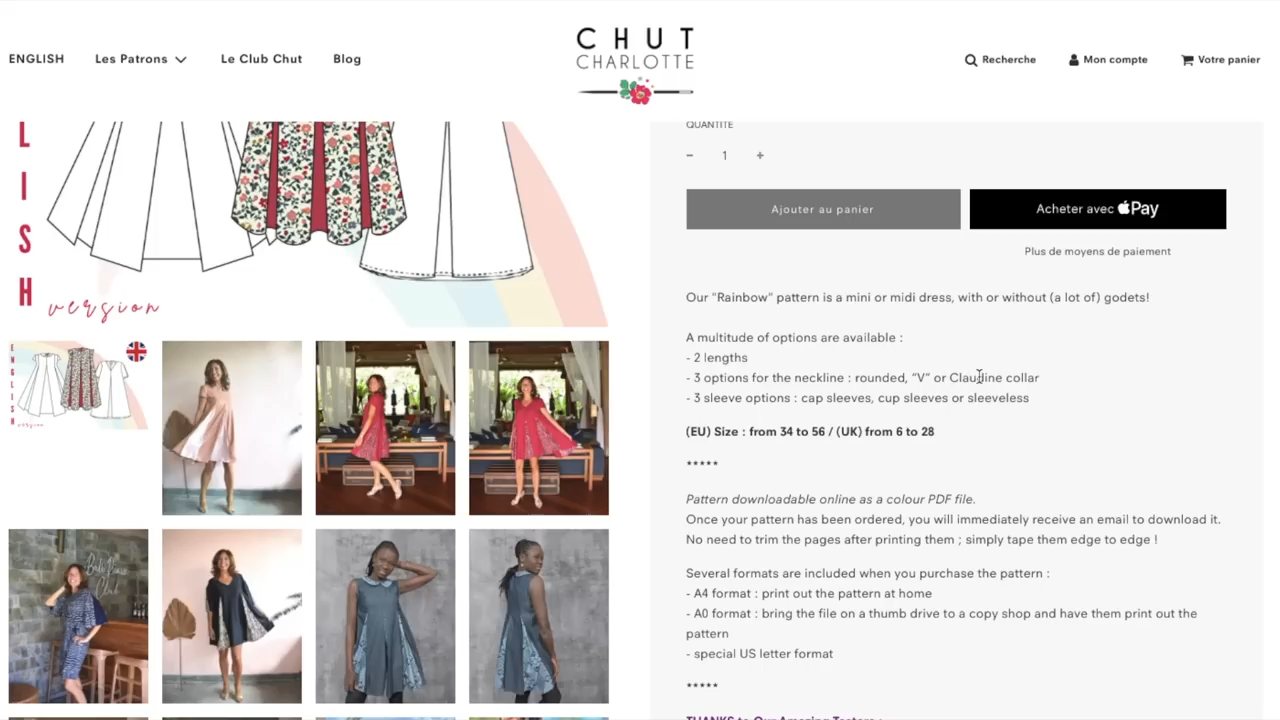 ENGLISH
Les Patrons
Le Club Chut
Blog
CHUT
CHARLOTTE
Recherche
Mon compte
Votre panier
L
I
S
H
version
QUANTITÉ
- 1 +
Ajouter au panier
Acheter avec Pay
Plus de moyens de paiement
Our "Rainbow" pattern is a mini or midi dress, with or without (a lot of) godets!
A multitude of options are available :
- 2 lengths
- 3 options for the neckline : rounded, "V" or Claudine collar
- 3 sleeve options : cap sleeves, cup sleeves or sleeveless
(EU) Size : from 34 to 56 / (UK) from 6 to 28
*****
Pattern downloadable online as a colour PDF file.
Once your pattern has been ordered, you will immediately receive an email to download it.
No need to trim the pages after printing them ; simply tape them edge to edge !
Several formats are included when you purchase the pattern :
- A4 format : print out the pattern at home
- A0 format : bring the file on a thumb drive to a copy shop and have them print out the
pattern
- special US letter format
*****
THANKS to Our Amazing Testers :
ENGLISH
version